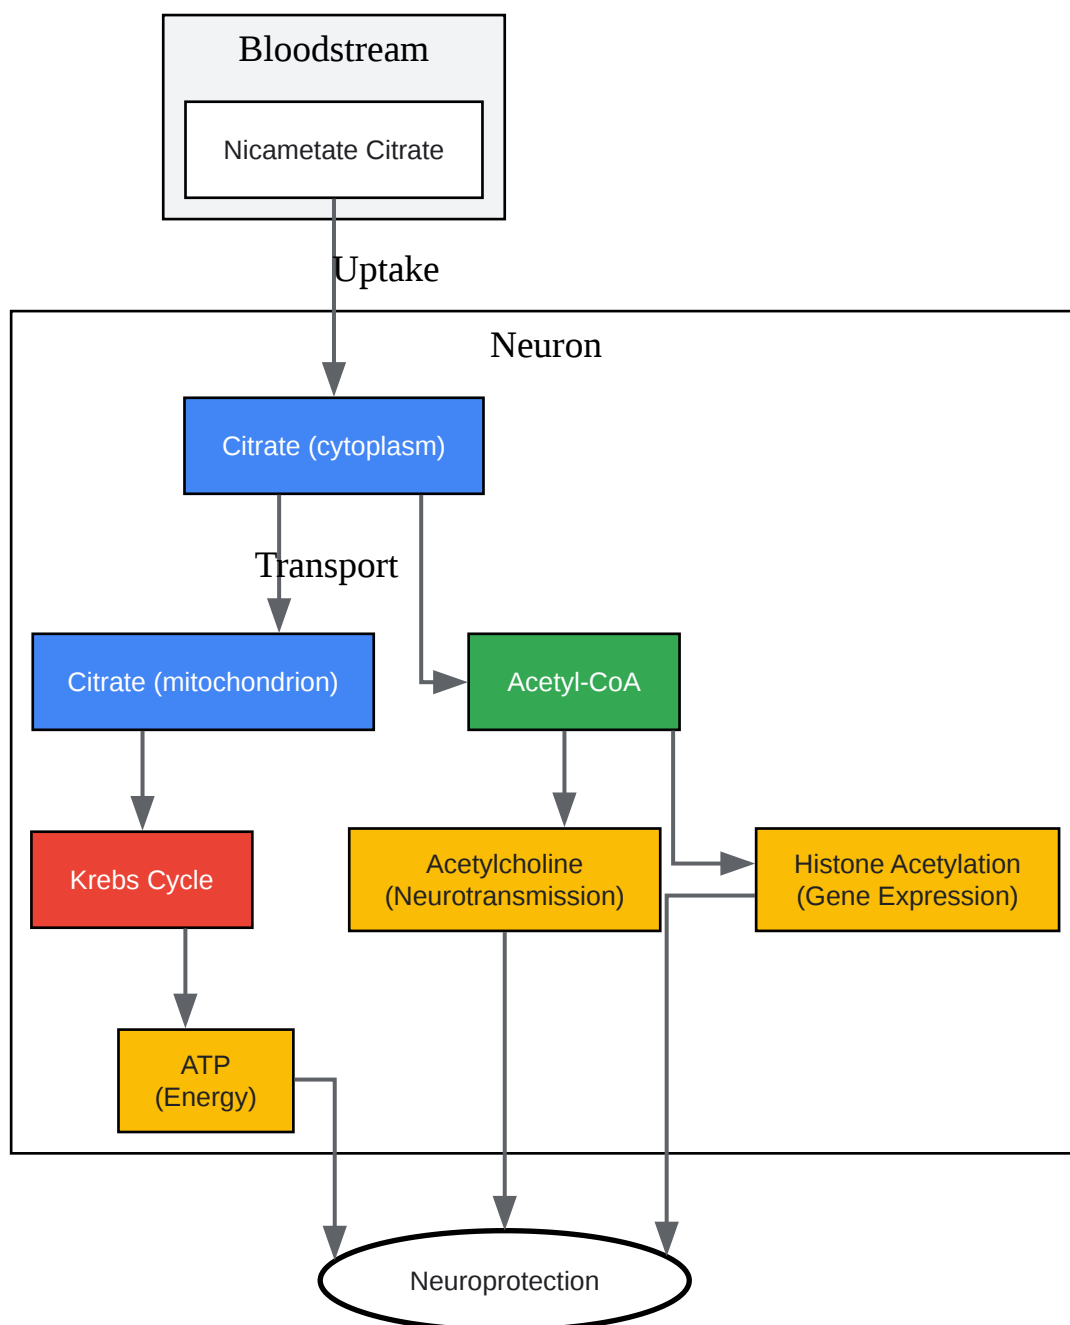 Bloodstream
Nicametate Citrate
Uptake
Neuron
Citrate (cytoplasm)
Transport
Citrate (mitochondrion)
Acetyl-CoA
Krebs Cycle
Acetylcholine
(Neurotransmission)
Histone Acetylation
(Gene Expression)
ATP
(Energy)
Neuroprotection